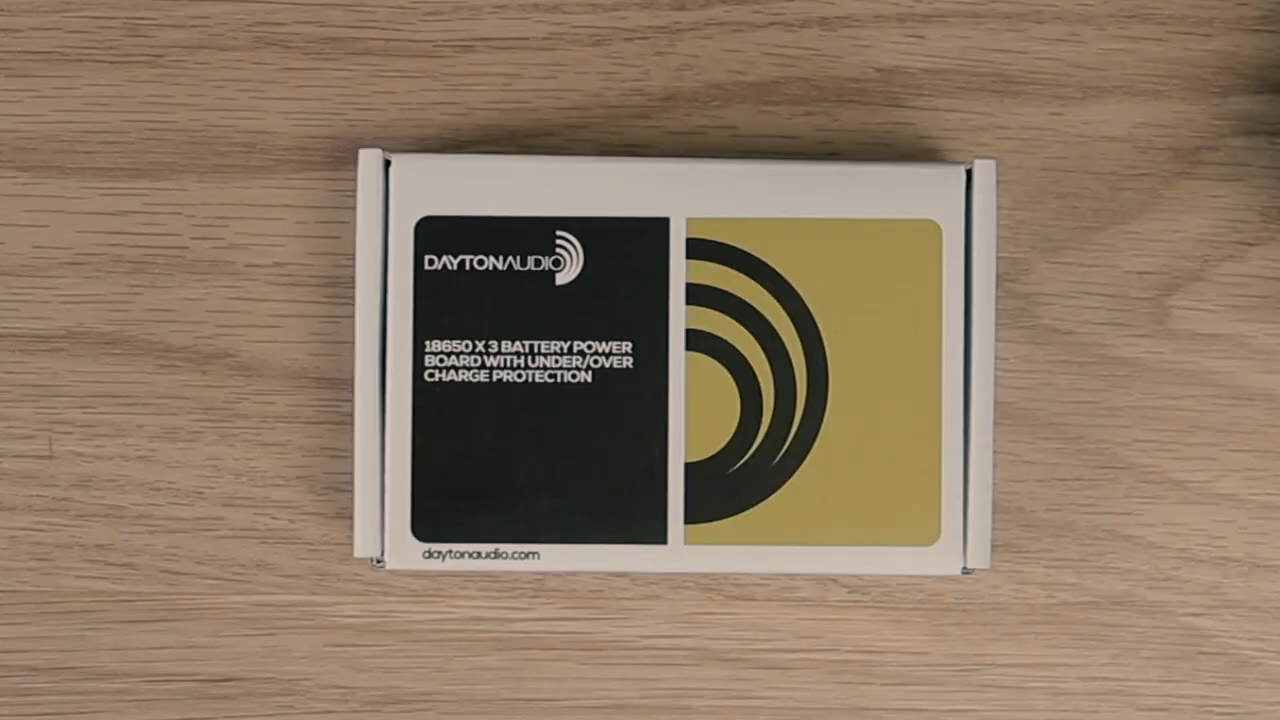 DAYTONAUDIO
18650 X 3 BATTERY POWER
BOARD WITH UNDER/OVER
CHARGE PROTECTION
daytonaudio.com